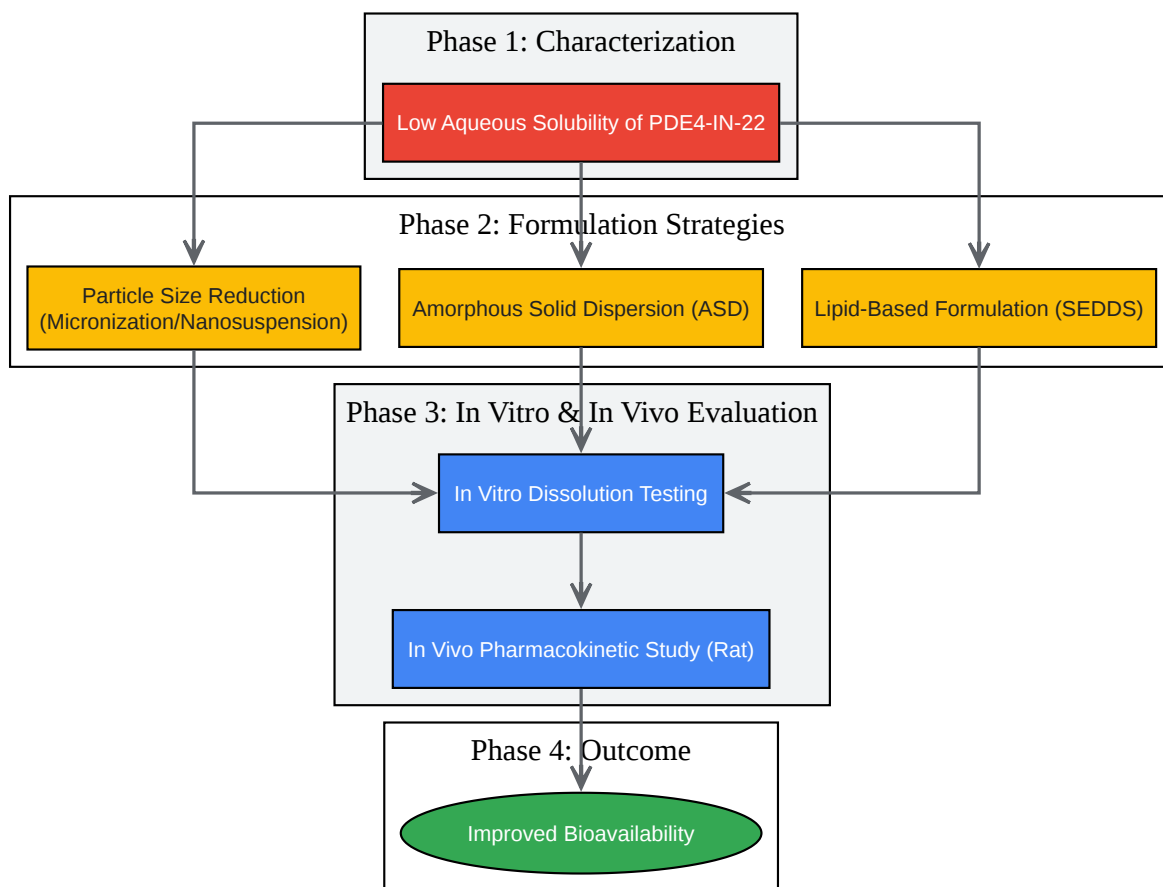 Phase 1: Characterization
Low Aqueous Solubility of PDE4-IN-22
Phase 2: Formulation Strategies
Particle Size Reduction
(Micronization/Nanosuspension)
Amorphous Solid Dispersion (ASD)
Lipid-Based Formulation (SEDDS)
Phase 3: In Vitro & In Vivo Evaluation
In Vitro Dissolution Testing
In Vivo Pharmacokinetic Study (Rat)
Phase 4: Outcome
Improved Bioavailability